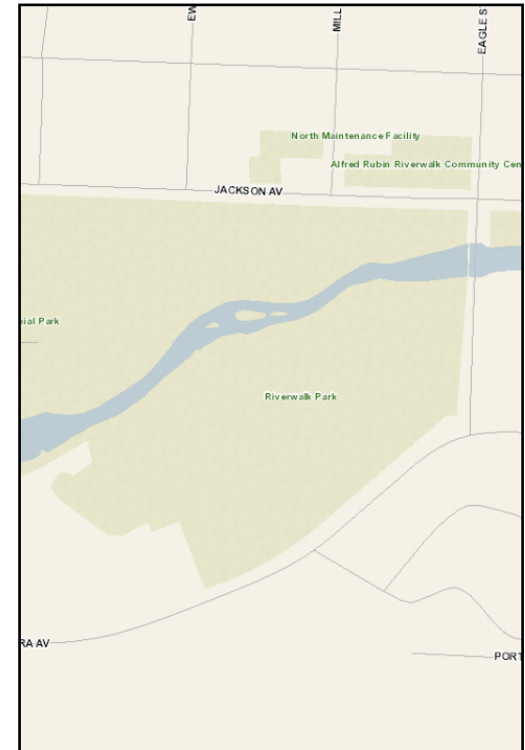 EW
MILL
EAGLE S
North Maintenance Facility
Alfred Rubin Riverwalk Community Cen
JACKSON AV
nial Park
Riverwalk Park
RA AV
PORT